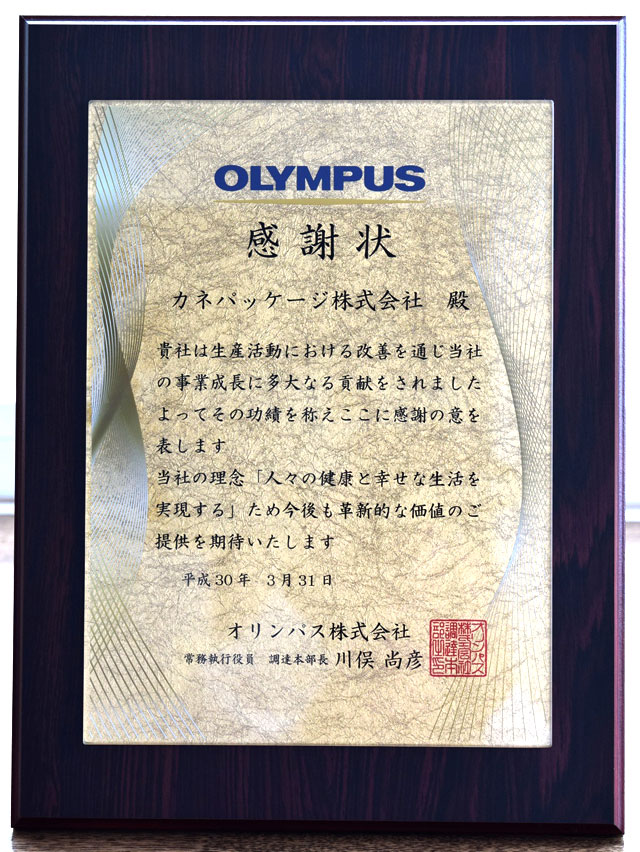 OLYMPUS
感謝状
カネパッケージ株式会社 殿
貴社は生産活動における改善を通じ当社
の事業成長に多大なる貢献をされました
よってその功績を称えここに感謝の意を
表します
当社の理念「人々の健康と幸せな生活を
実現する」ため今後も革新的な価値のご
提供を期待いたします
平成30年 3月31日
オリンパス株式会社
常務執行役員 調達本部長 川俣 尚彦